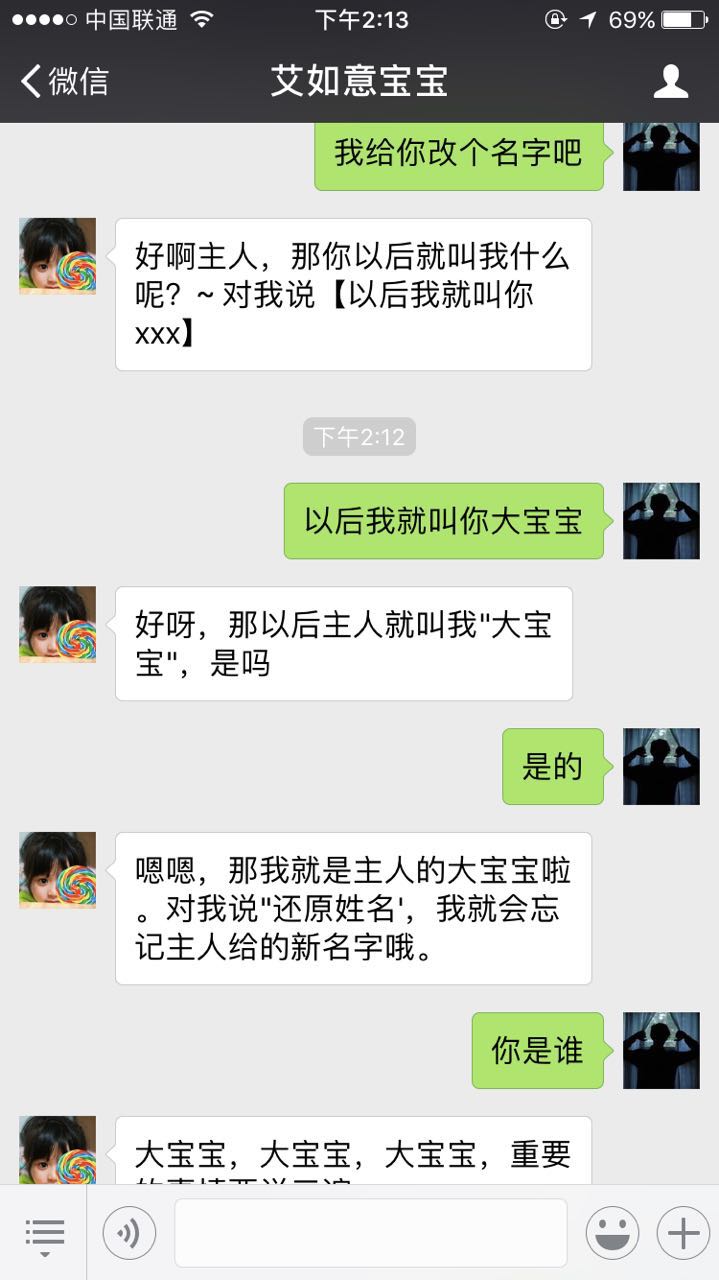 中国联通 下午2:13 69%
微信 艾如意宝宝
我给你改个名字吧
好啊主人，那你以后就叫我什么
呢？~对我说【以后我就叫你
xxx】
下午2:12
以后我就叫你大宝宝
好呀，那以后主人就叫我"大宝
宝"，是吗
是的
嗯嗯，那我就是主人的大宝宝啦
。对我说"还原姓名'，我就会忘
记主人给的新名字哦。
你是谁
大宝宝，大宝宝，大宝宝，重要